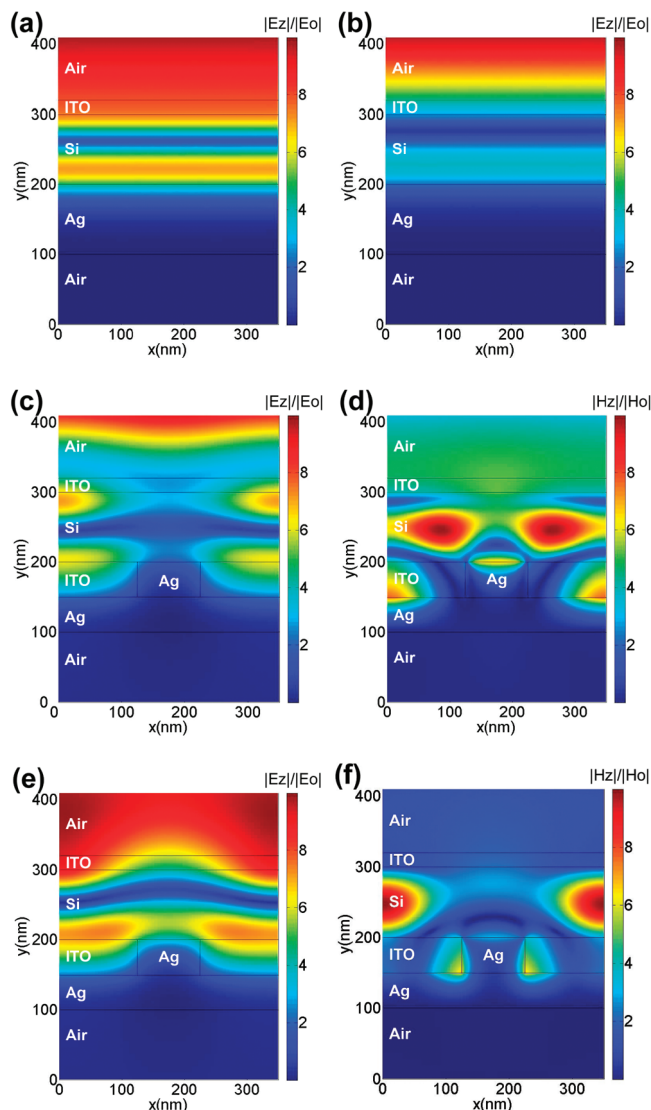 (a)
|Ez|/|Eo|
400
300
200
100
0
y(nm)
Air
ITO
Si
Ag
Air
0 100 200 300
x(nm)
8
6
4
2
(b)
|Ez|/|Eo|
400
300
200
100
0
y(nm)
Air
ITO
Si
Ag
Air
0 100 200 300
x(nm)
8
6
4
2
(c)
|Ez|/|Eo|
400
300
200
100
0
y(nm)
Air
ITO
Si
ITO
Ag
Ag
Air
0 100 200 300
x(nm)
8
6
4
2
(d)
|Hz|/|Ho|
400
300
200
100
0
y(nm)
Air
ITO
Si
ITO
Ag
Ag
Air
0 100 200 300
x(nm)
8
6
4
2
(e)
|Ez|/|Eo|
400
300
200
100
0
y(nm)
Air
ITO
Si
ITO
Ag
Ag
Air
0 100 200 300
x(nm)
8
6
4
2
(f)
|Hz|/|Ho|
400
300
200
100
0
y(nm)
Air
ITO
Si
ITO
Ag
Ag
Air
0 100 200 300
x(nm)
8
6
4
2